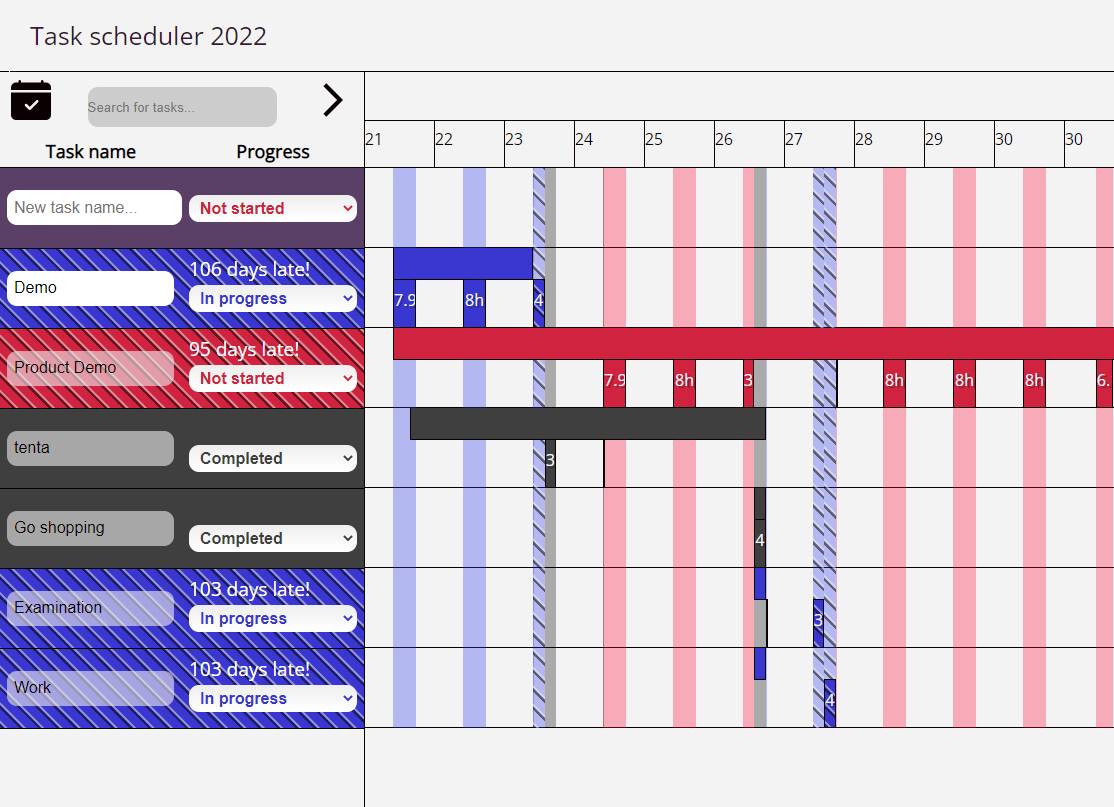 Task scheduler 2022
Search for tasks...
21 22 23 24 25 26 27 28 29 30 30
Task name Progress
New task name... Not started
106 days late!
Demo In progress
7.9 8h 4
95 days late!
Product Demo Not started
7.9 8h 3 8h 8h 8h 6.
tenta Completed
3
Go shopping Completed
4
103 days late!
Examination In progress
3
103 days late!
Work In progress
4